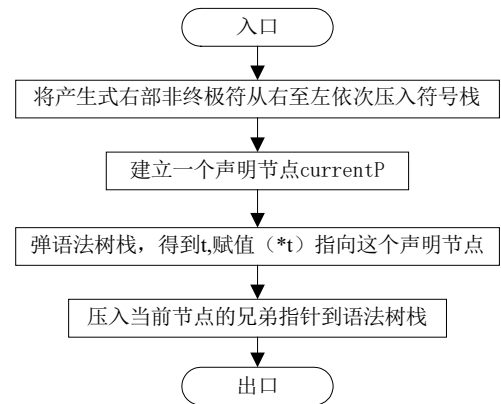 入口
将产生式右部非终极符从右至左依次压入符号栈
建立一个声明节点currentP
弹语法树栈，得到t,赋值（*t）指向这个声明节点
压入当前节点的兄弟指针到语法树栈
出口